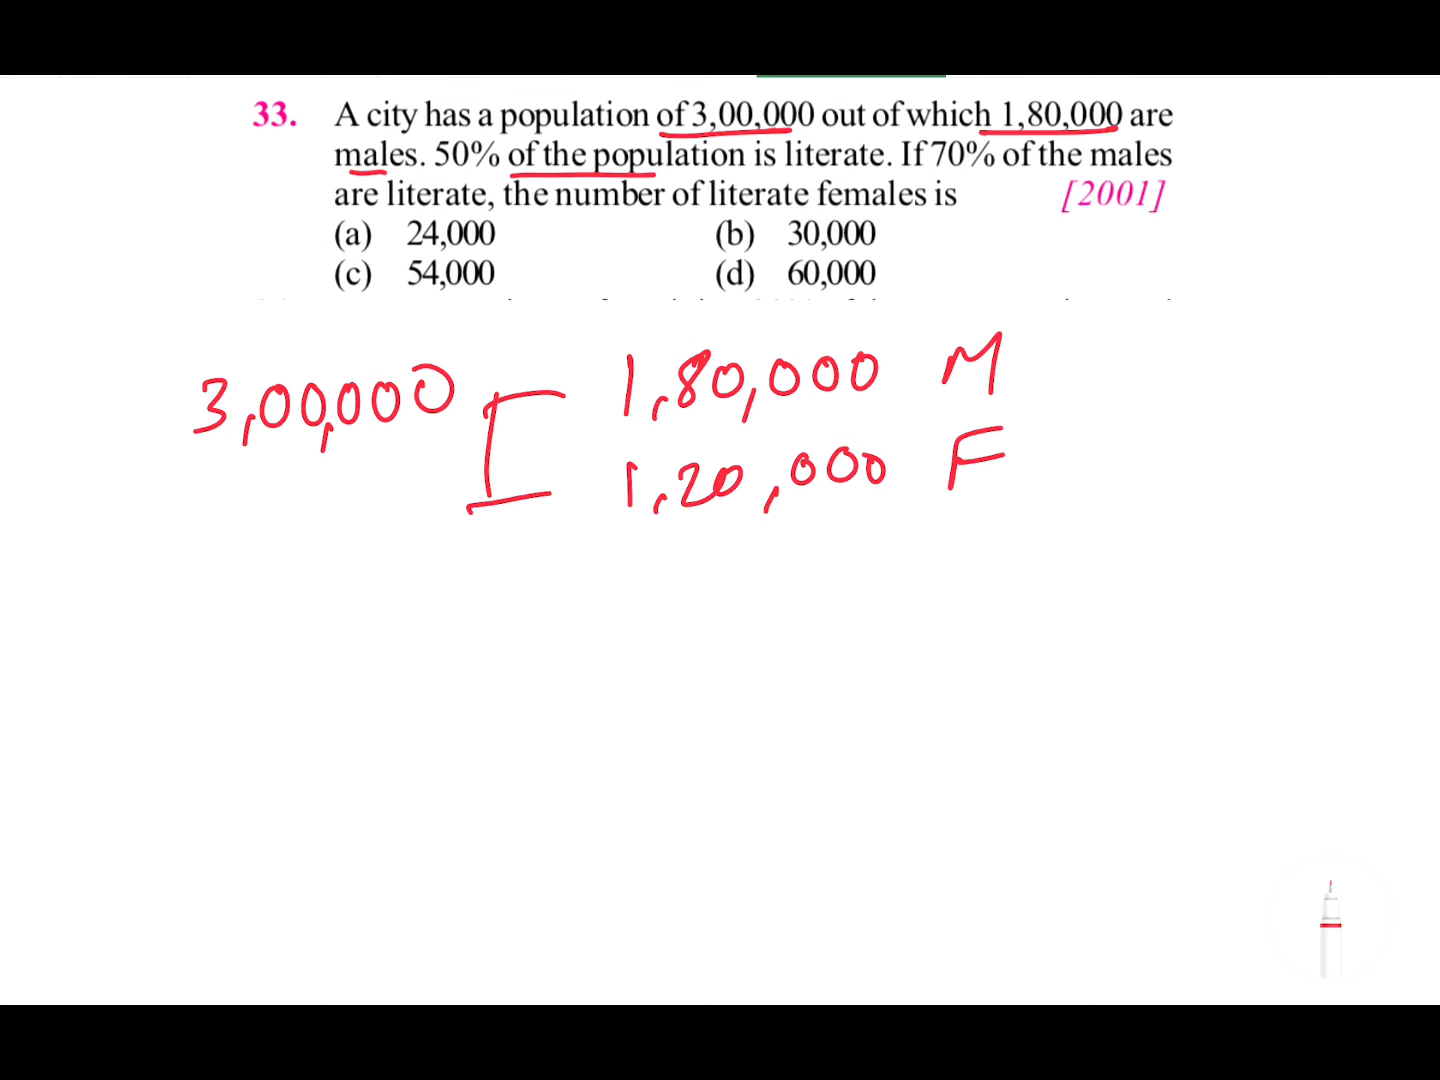 33. A city has a population of 3,00,000 out of which 1,80,000 are
males. 50% of the population is literate. If 70% of the males
are literate, the number of literate females is [2001]
(a) 24,000 (b) 30,000
(c) 54,000 (d) 60,000
3,00,000 1,80,000 M
1,20,000 F